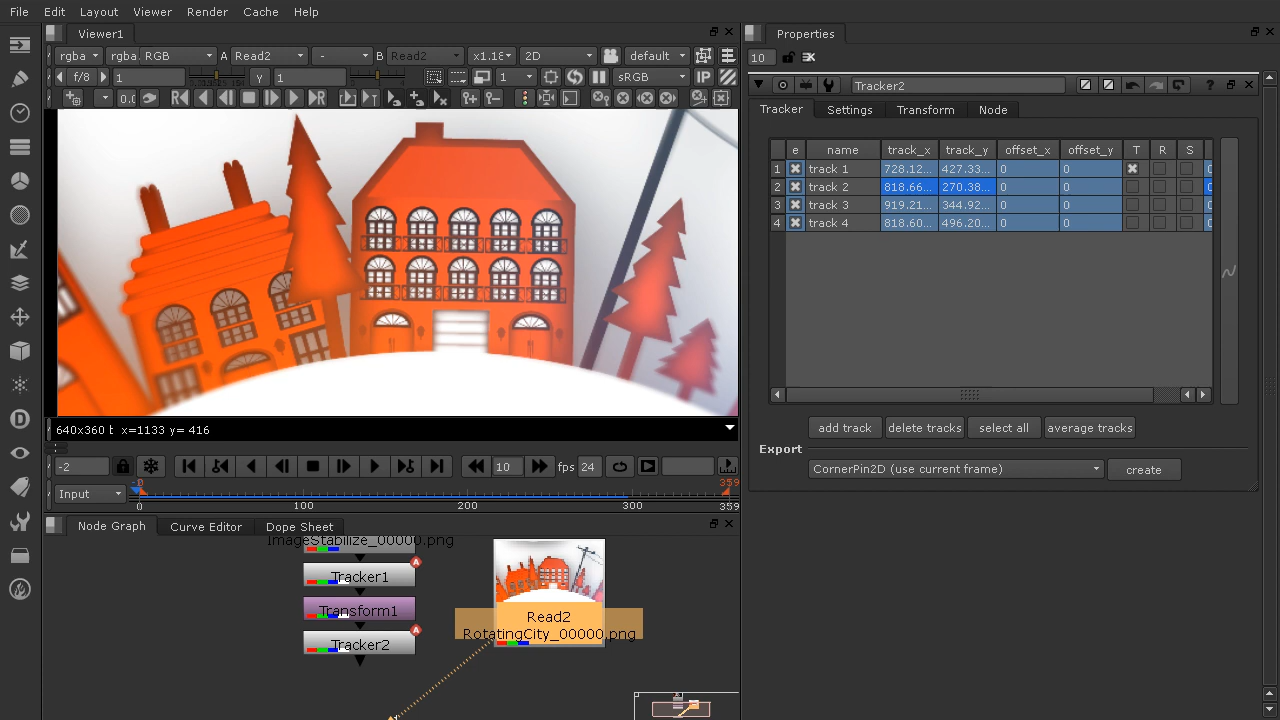 File Edit Layout Viewer Render Cache Help
Viewer1
Properties
rgba rgba RGB A Read2 - B Read2 x1.16 2D default
10
f/8 1 γ 1 1 sRGB IP
Tracker2
0.0
Tracker Settings Transform Node
e name track_x track_y offset_x offset_y T R S
1 track 1 728.12... 427.33... 0 0
2 track 2 818.66... 270.38...
3 track 3 919.21... 344.92... 0 0
4 track 4 818.60... 496.20... 0 0
add track delete tracks select all average tracks
Export
CornerPin2D (use current frame) create
640x360 t x=1133 y= 416
-2 10 fps 24
Input -2 0 100 200 300 359 359
Node Graph Curve Editor Dope Sheet
ImageStabilize_00000.png
A
Tracker1
Transform1
A
Tracker2
Read2
RotatingCity_00000.png